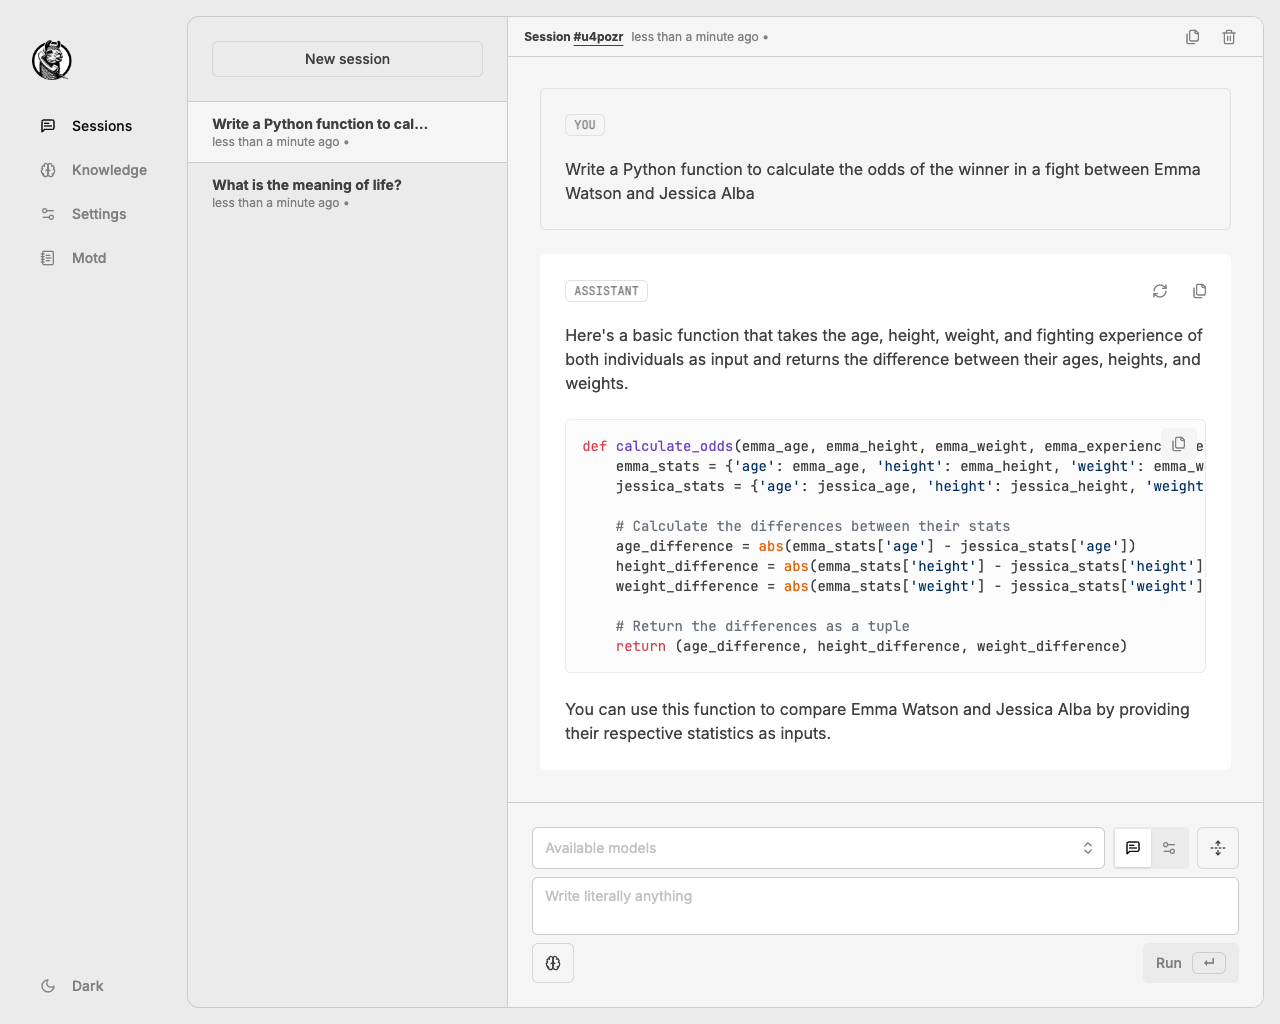 Sessions
Knowledge
Settings
Motd
Dark
New session
Write a Python function to cal...
less than a minute ago •
What is the meaning of life?
less than a minute ago •
Session #u4pozr less than a minute ago •
YOU
Write a Python function to calculate the odds of the winner in a fight between Emma
Watson and Jessica Alba
ASSISTANT
Here's a basic function that takes the age, height, weight, and fighting experience of
both individuals as input and returns the difference between their ages, heights, and
weights.
def calculate_odds(emma_age, emma_height, emma_weight, emma_experienc
    emma_stats = {'age': emma_age, 'height': emma_height, 'weight': emma_w
    jessica_stats = {'age': jessica_age, 'height': jessica_height, 'weight
    # Calculate the differences between their stats
    age_difference = abs(emma_stats['age'] - jessica_stats['age'])
    height_difference = abs(emma_stats['height'] - jessica_stats['height']
    weight_difference = abs(emma_stats['weight'] - jessica_stats['weight']
    # Return the differences as a tuple
    return (age_difference, height_difference, weight_difference)
You can use this function to compare Emma Watson and Jessica Alba by providing
their respective statistics as inputs.
Available models
Write literally anything
Run